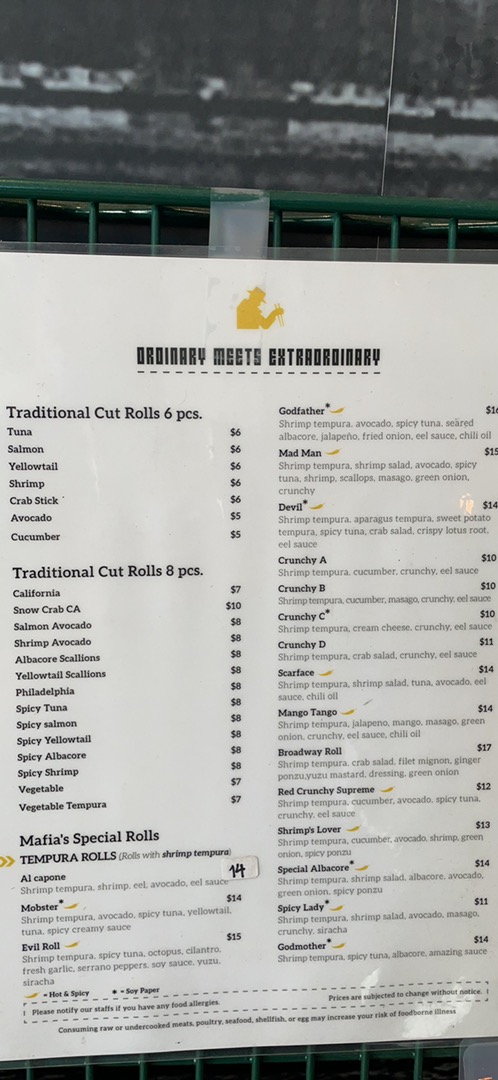 ORDINARY MEETS EXTRAORDINARY
Traditional Cut Rolls 6 pcs.
Tuna $6
Salmon $6
Yellowtail $6
Shrimp $6
Crab Stick $6
Avocado $5
Cucumber $5
Traditional Cut Rolls 8 pcs.
California $7
Snow Crab CA $10
Salmon Avocado $8
Shrimp Avocado $8
Albacore Scallions $8
Yellowtail Scallions $8
Philadelphia $8
Spicy Tuna $8
Spicy salmon $8
Spicy Yellowtail $8
Spicy Albacore $8
Spicy Shrimp $8
Vegetable $7
Vegetable Tempura $7
Mafia's Special Rolls
TEMPURA ROLLS (Rolls with shrimp tempura)
Al capone 14
Shrimp tempura, shrimp, eel, avocado, eel sauce
Mobster* $14
Shrimp tempura, avocado, spicy tuna, yellowtail,
tuna, spicy creamy sauce
Evil Roll $15
Shrimp tempura, spicy tuna, octopus, cilantro,
fresh garlic, serrano peppers, soy sauce, yuzu,
siracha
Godfather*
Shrimp tempura, avocado, spicy tuna, seared
albacore, jalapeño, fried onion, eel sauce, chili oil
Mad Man $15
Shrimp tempura, shrimp salad, avocado, spicy
tuna, shrimp, scallops, masago, green onion,
crunchy
Devil* $14
Shrimp tempura, aparagus tempura, sweet potato
tempura, spicy tuna, crab salad, crispy lotus root,
eel sauce
Crunchy A $10
Shrimp tempura, cucumber, crunchy, eel sauce
Crunchy B $10
Shrimp tempura, cucumber, masago, crunchy, eel sauce
Crunchy C* $10
Shrimp tempura, cream cheese, crunchy, eel sauce
Crunchy D $11
Shrimp tempura, crab salad, crunchy, eel sauce
Scarface $14
Shrimp tempura, shrimp salad, tuna, avocado, eel
sauce, chili oil
Mango Tango $14
Shrimp tempura, jalapeno, mango, masago, green
onion, crunchy, eel sauce, chili oil
Broadway Roll $17
Shrimp tempura, crab salad, filet mignon, ginger
ponzu,yuzu mustard, dressing, green onion
Red Crunchy Supreme $12
Shrimp tempura, cucumber, avocado, spicy tuna,
crunchy, eel sauce
Shrimp's Lover $13
Shrimp tempura, cucumber, avocado, shrimp, green
onion, spicy ponzu
Special Albacore* $14
Shrimp tempura, shrimp salad, albacore, avocado,
green onion, spicy ponzu
Spicy Lady* $11
Shrimp tempura, shrimp salad, avocado, masago,
crunchy, siracha
Godmother* $14
Shrimp tempura, spicy tuna, albacore, amazing sauce
= Hot & Spicy * = Soy Paper
Please notify our staffs if you have any food allergies. Prices are subjected to change without notice.
Consuming raw or undercooked meats, poultry, seafood, shellfish, or egg may increase your risk of foodborne illness